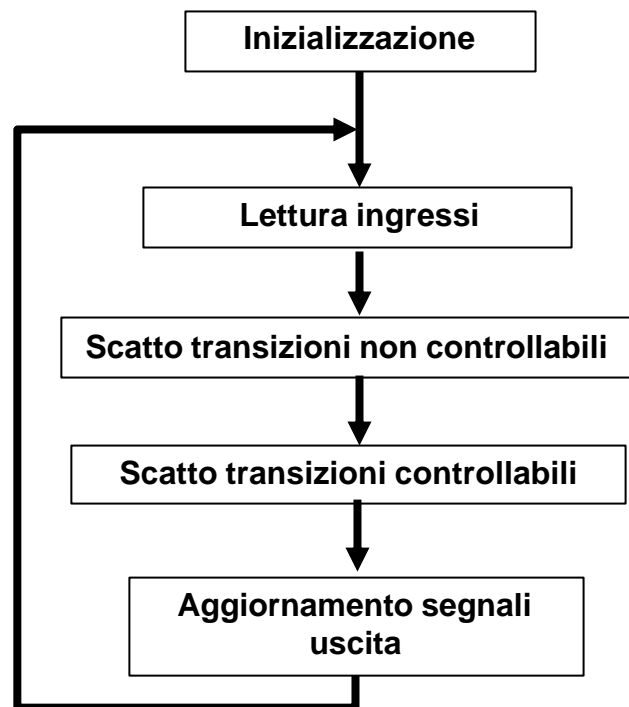 Inizializzazione
Lettura ingressi
Scatto transizioni non controllabili
Scatto transizioni controllabili
Aggiornamento segnali
uscita